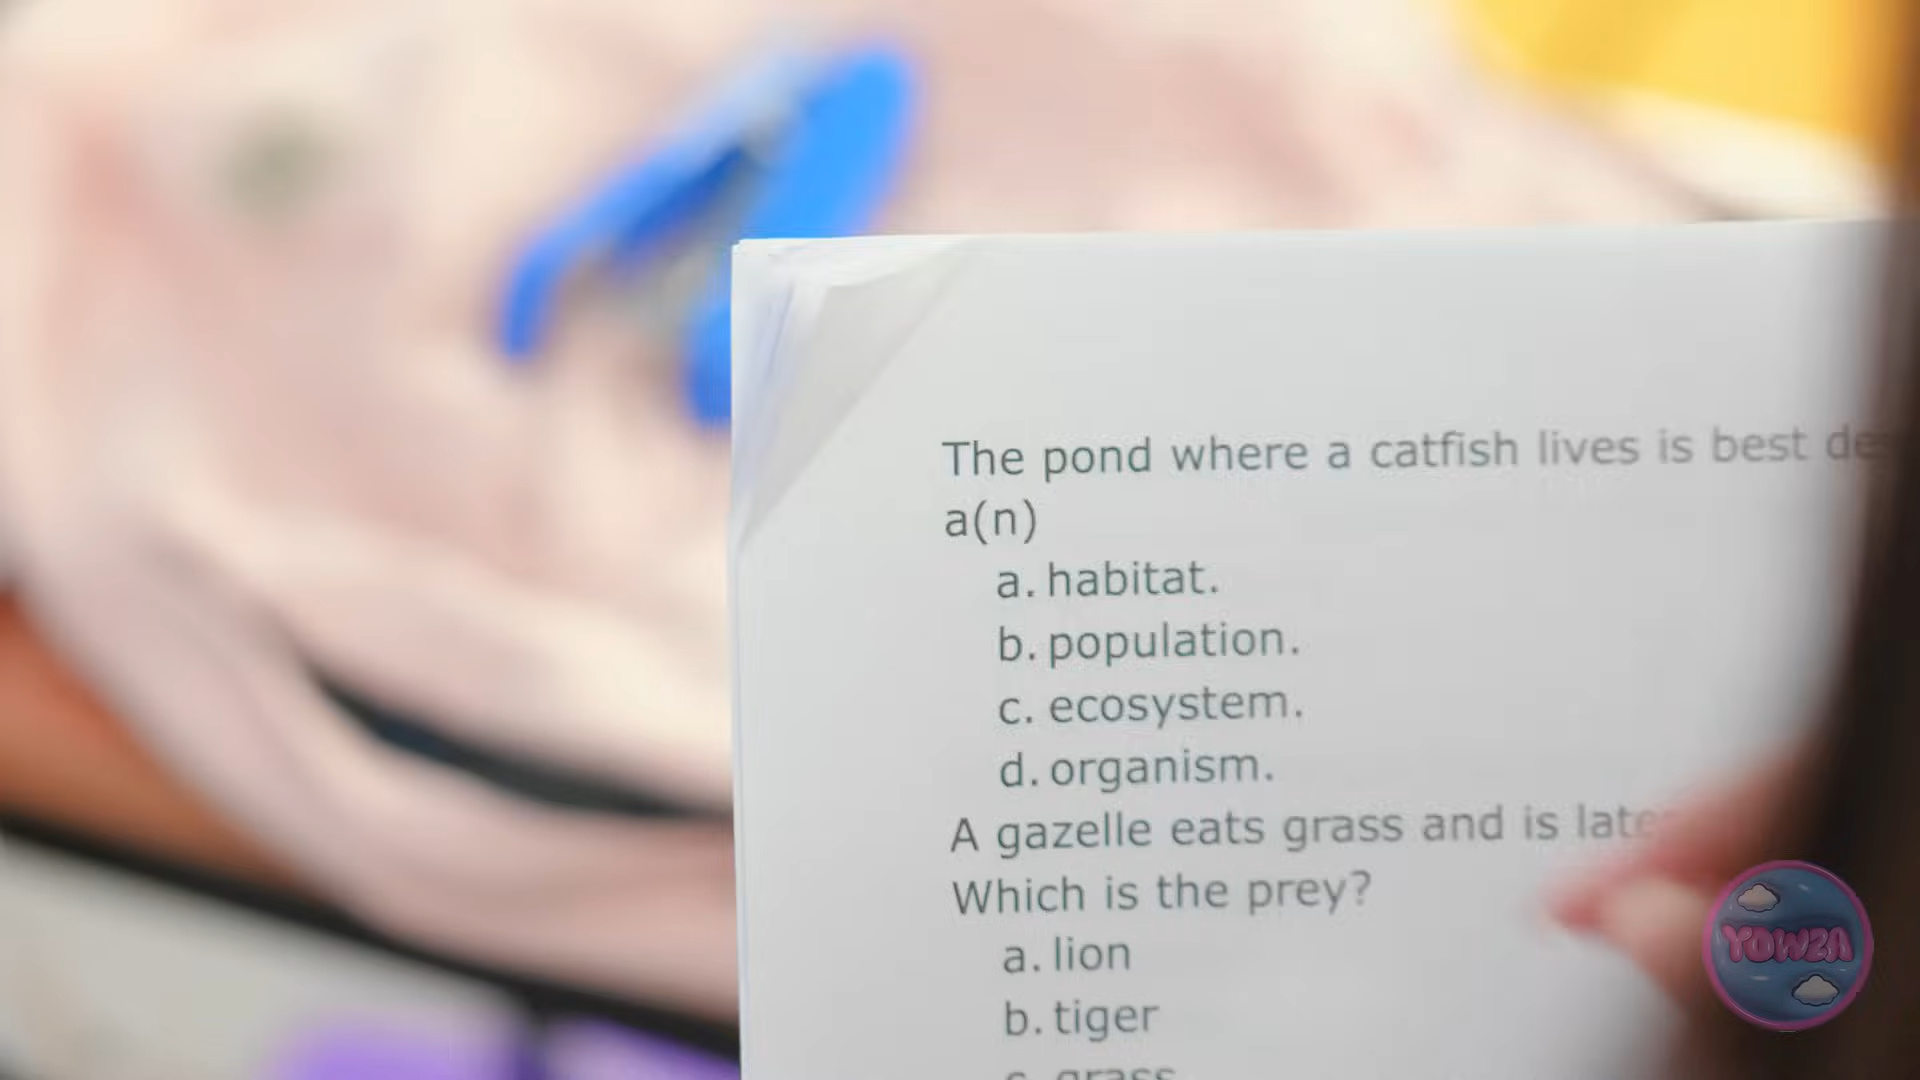 The pond where a catfish lives is best de
a(n)
a. habitat.
b. population.
c. ecosystem.
d. organism.
A gazelle eats grass and is late
Which is the prey?
a. lion
b. tiger
c. grass
YOWZA